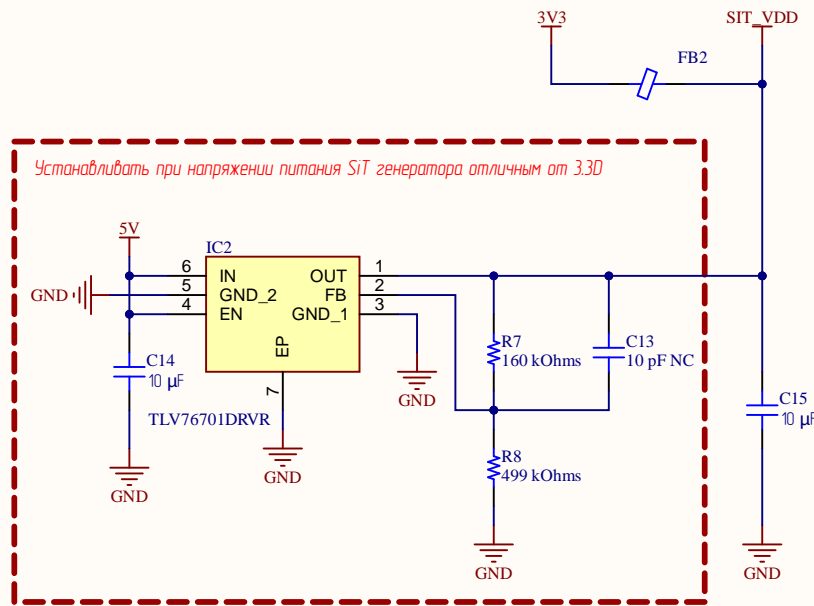 3V3
SIT_VDD
FB2
Устанавливать при напряжении питания SiT генератора отличным от 3.3D
5V
IC2
6
IN
OUT
1
GND
5
GND_2
FB
2
4
EN
GND_1
3
EP
7
C14
10 µF
TLV76701DRVR
GND
R7
160 kOhms
C13
10 pF NC
GND
GND
R8
499 kOhms
C15
10 µF
GND
GND